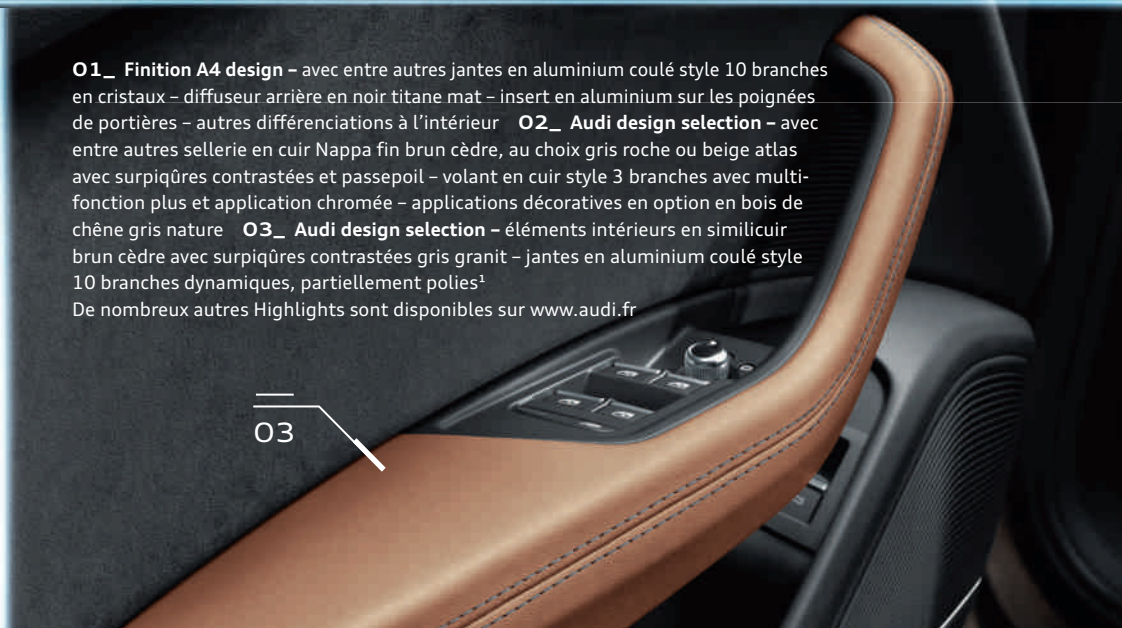 01_ Finition A4 design – avec entre autres jantes en aluminium coulé style 10 branches
en cristaux – diffuseur arrière en noir titane mat – insert en aluminium sur les poignées
de portières – autres différenciations à l'intérieur 02_ Audi design selection – avec
entre autres sellerie en cuir Nappa fin brun cèdre, au choix gris roche ou beige atlas
avec surpiqûres contrastées et passepoil – volant en cuir style 3 branches avec multi-
fonction plus et application chromée – applications décoratives en option en bois de
chêne gris nature 03_ Audi design selection – éléments intérieurs en similicuir
brun cèdre avec surpiqûres contrastées gris granit – jantes en aluminium coulé style
10 branches dynamiques, partiellement polies¹
De nombreux autres Highlights sont disponibles sur www.audi.fr
03